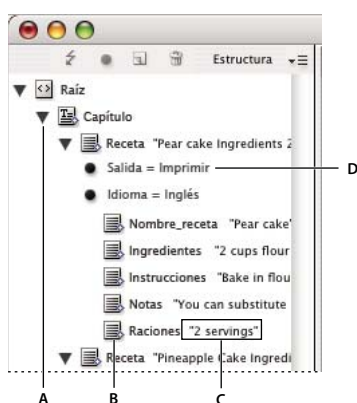 Estructura
Raíz
Capítulo
Receta "Pear cake Ingredients 2
Salida = Imprimir
D
Idioma = Inglés
Nombre_receta "Pear cake"
Ingredientes "2 cups flour
Instrucciones "Bake in flou
Notas "You can substitute
Raciones "2 servings"
Receta "Pineapple Cake Ingredi
A B C